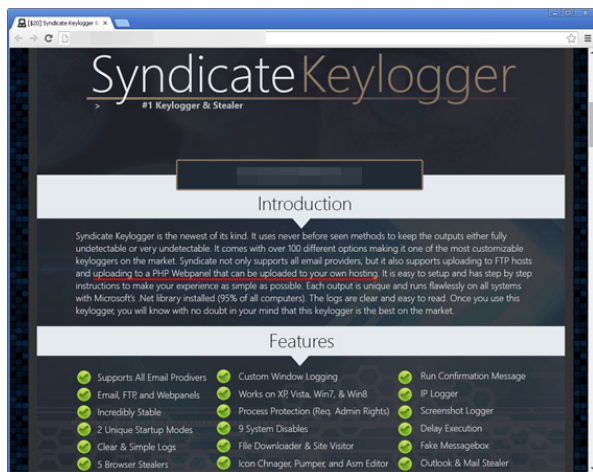 [$20] Syndicate Keylogger &
Syndicate Keylogger
> #1 Keylogger & Stealer
Introduction
Syndicate Keylogger is the newest of its kind. It uses never before seen methods to keep the outputs either fully
undetectable or very undetectable. It comes with over 100 different options making it one of the most customizable
keyloggers on the market. Syndicate not only supports all email providers, but it also supports uploading to FTP hosts
and uploading to a PHP Webpanel that can be uploaded to your own hosting. It is easy to setup and has step by step
instructions to make your experience as simple as possible. Each output is unique and runs flawlessly on all systems
with Microsoft's .Net library installed (95% of all computers). The logs are clear and easy to read. Once you use this
keylogger, you will know with no doubt in your mind that this keylogger is the best on the market.
Features
Supports All Email Prodivers Custom Window Logging Run Confirmation Message
Email, FTP, and Webpanels Works on XP, Vista, Win7, & Win8 IP Logger
Incredibly Stable Process Protection (Req. Admin Rights) Screenshot Logger
2 Unique Startup Modes 9 System Disables Delay Execution
Clear & Simple Logs File Downloader & Site Visitor Fake Messagebox
5 Browser Stealers Icon Chnager, Pumper, and Asm Editor Outlook & Mail Stealer